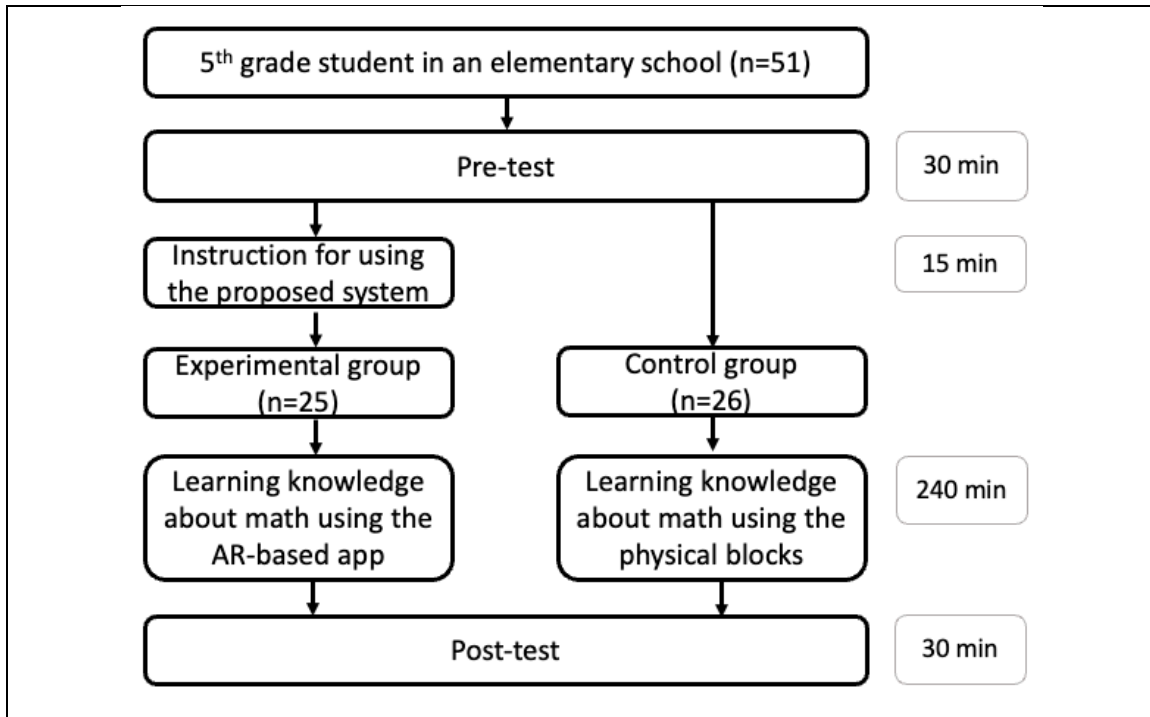 5th grade student in an elementary school (n=51)
Pre-test
30 min
Instruction for using
the proposed system
15 min
Experimental group
(n=25)
Control group
(n=26)
Learning knowledge
about math using the
AR-based app
Learning knowledge
about math using the
physical blocks
240 min
Post-test
30 min